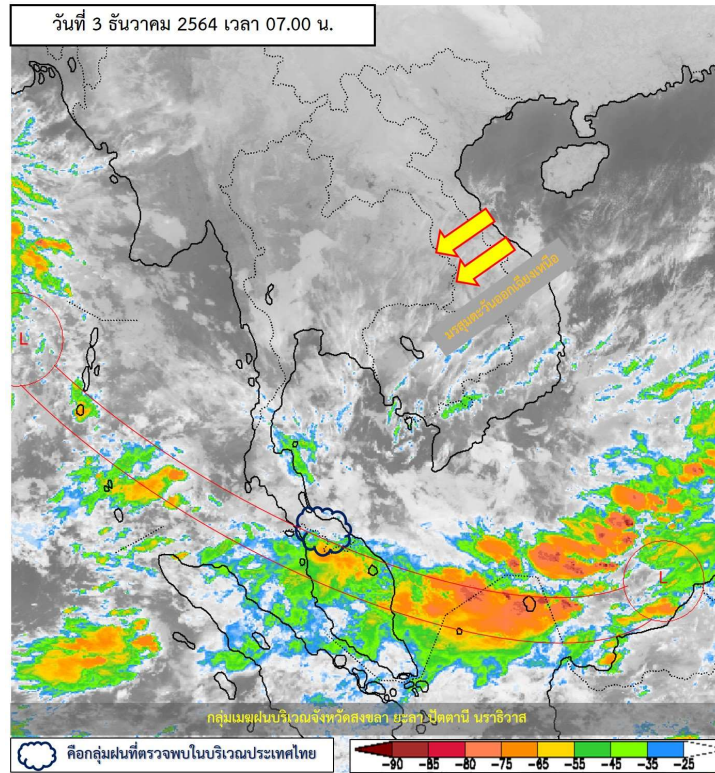 วันที่ 3 ธันวาคม 2564 เวลา 07.00 น.
มรสุมตะวันออกเฉียงเหนือ
L
L
กลุ่มเมฆฝนบริเวณจังหวัดสงขลา ยะลา ปัตตานี นราธิวาส
คือกลุ่มฝนที่ตรวจพบในบริเวณประเทศไทย
-90 -85 -80 -75 -65 -55 -45 -35 -25